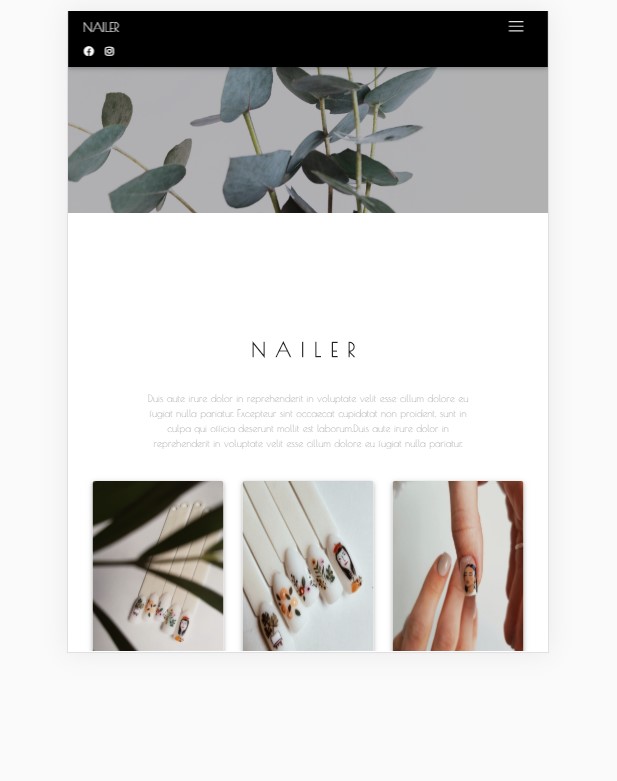 NAILER
NAILER
Duis aute irure dolor in reprehenderit in voluptate velit esse cillum dolore eu
fugiat nulla pariatur. Excepteur sint occaecat cupidatat non proident, sunt in
culpa qui officia deserunt mollit est laborum.Duis aute irure dolor in
reprehenderit in voluptate velit esse cillum dolore eu fugiat nulla pariatur.